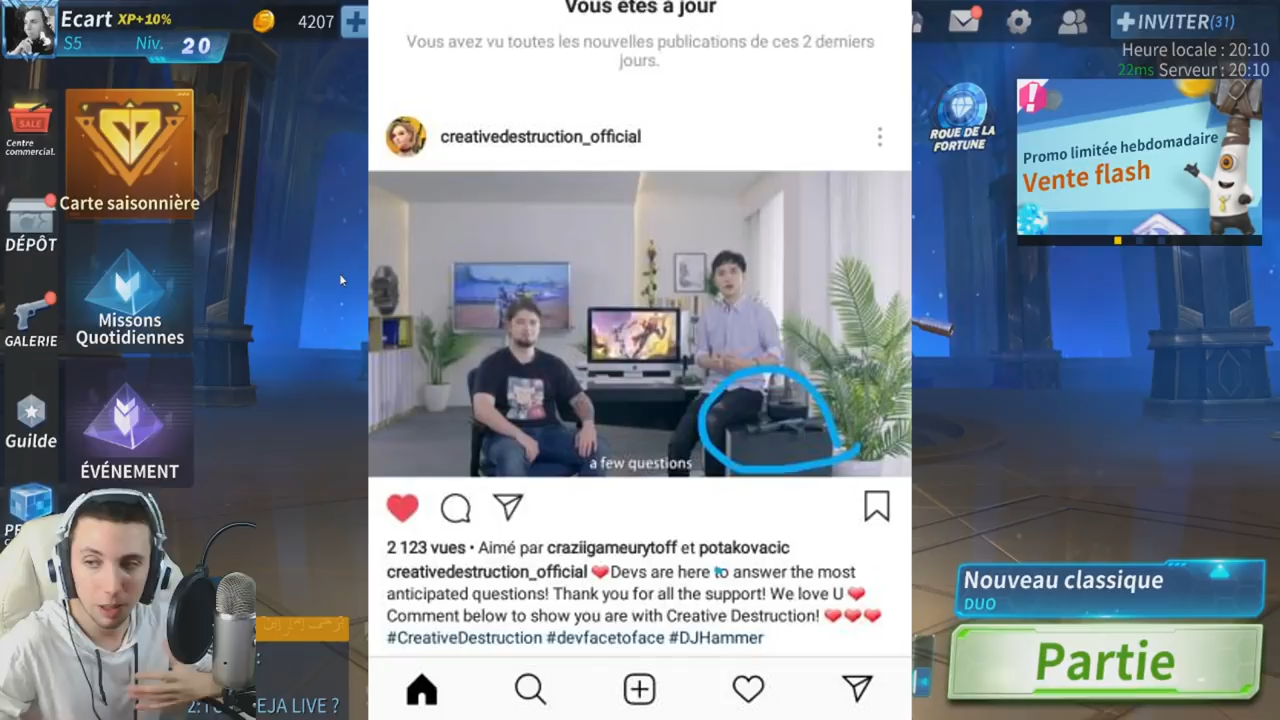 Ecart XP+10%
S5 Niv. 20
4207
SALE
Centre
commercial.
Carte saisonnière
DÉPÔT
Missons
Quotidiennes
GALERIE
Guilde
ÉVÉNEMENT
EJA LIVE ?
Vous êtes à jour
Vous avez vu toutes les nouvelles publications de ces 2 derniers
jours.
creativedestruction_official
a few questions
2 123 vues • Aimé par craziigameurytoff et potakovacic
creativedestruction_official ❤Devs are here to answer the most
anticipated questions! Thank you for all the support! We love U ❤
Comment below to show you are with Creative Destruction! ❤❤❤
#CreativeDestruction #devfacetoface #DJHammer
INVITER(31)
Heure locale : 20:10
22ms Serveur : 20:10
ROUE DE LA
FORTUNE
Promo limitée hebdomadaire
Vente flash
Nouveau classique
DUO
Partie